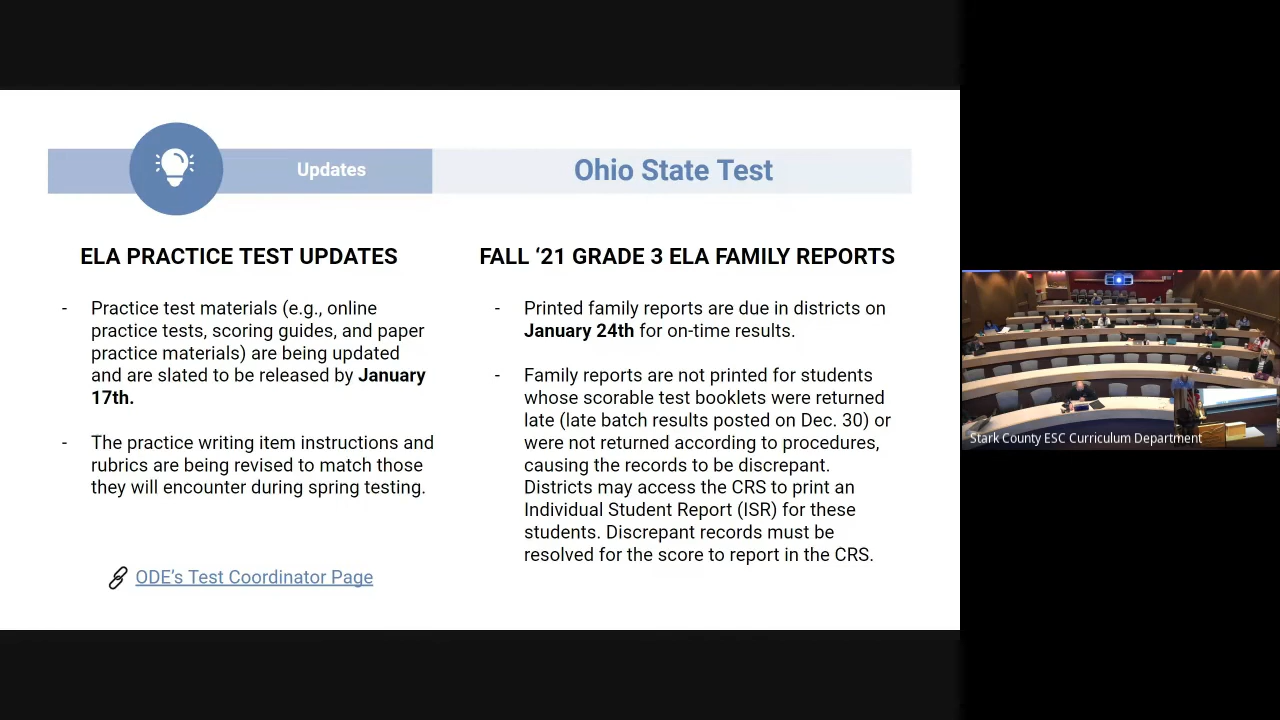 Updates
Ohio State Test
ELA PRACTICE TEST UPDATES
- Practice test materials (e.g., online
practice tests, scoring guides, and paper
practice materials) are being updated
and are slated to be released by January
17th.
- The practice writing item instructions and
rubrics are being revised to match those
they will encounter during spring testing.
ODE's Test Coordinator Page
FALL ‘21 GRADE 3 ELA FAMILY REPORTS
- Printed family reports are due in districts on
January 24th for on-time results.
- Family reports are not printed for students
whose scorable test booklets were returned
late (late batch results posted on Dec. 30) or
were not returned according to procedures,
causing the records to be discrepant.
Districts may access the CRS to print an
Individual Student Report (ISR) for these
students. Discrepant records must be
resolved for the score to report in the CRS.
Stark County ESC Curriculum Department